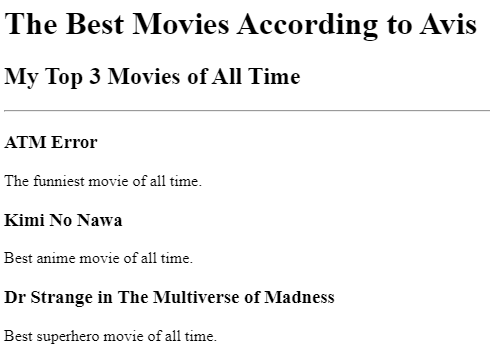 The Best Movies According to Avis
My Top 3 Movies of All Time
ATM Error
The funniest movie of all time.
Kimi No Nawa
Best anime movie of all time.
Dr Strange in The Multiverse of Madness
Best superhero movie of all time.